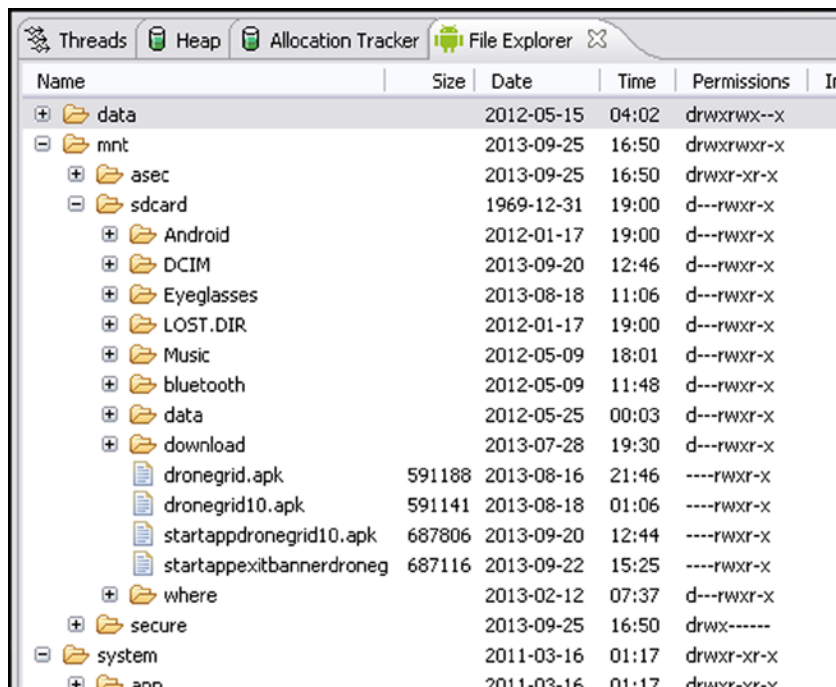 Threads Heap Allocation Tracker File Explorer
Name Size Date Time Permissions
data 2012-05-15 04:02 drwxrwx--x
mnt 2013-09-25 16:50 drwxrwxr-x
asec 2013-09-25 16:50 drwxr-xr-x
sdcard 1969-12-31 19:00 d---rwxr-x
Android 2012-01-17 19:00 d---rwxr-x
DCIM 2013-09-20 12:46 d---rwxr-x
Eyeglasses 2013-08-18 11:06 d---rwxr-x
LOST.DIR 2012-01-17 19:00 d---rwxr-x
Music 2012-05-09 18:01 d---rwxr-x
bluetooth 2012-05-09 11:48 d---rwxr-x
data 2012-05-25 00:03 d---rwxr-x
download 2013-07-28 19:30 d---rwxr-x
dronegrid.apk 591188 2013-08-16 21:46 ----rwxr-x
dronegrid10.apk 591141 2013-08-18 01:06 ----rwxr-x
startappdronegrid10.apk 687806 2013-09-20 12:44 ----rwxr-x
startappexitbannerdroneg 687116 2013-09-22 15:25 ----rwxr-x
where 2013-02-12 07:37 d---rwxr-x
secure 2013-09-25 16:50 drwx------
system 2011-03-16 01:17 drwxr-xr-x
app 2011-03-16 01:17 drwxr-xr-x